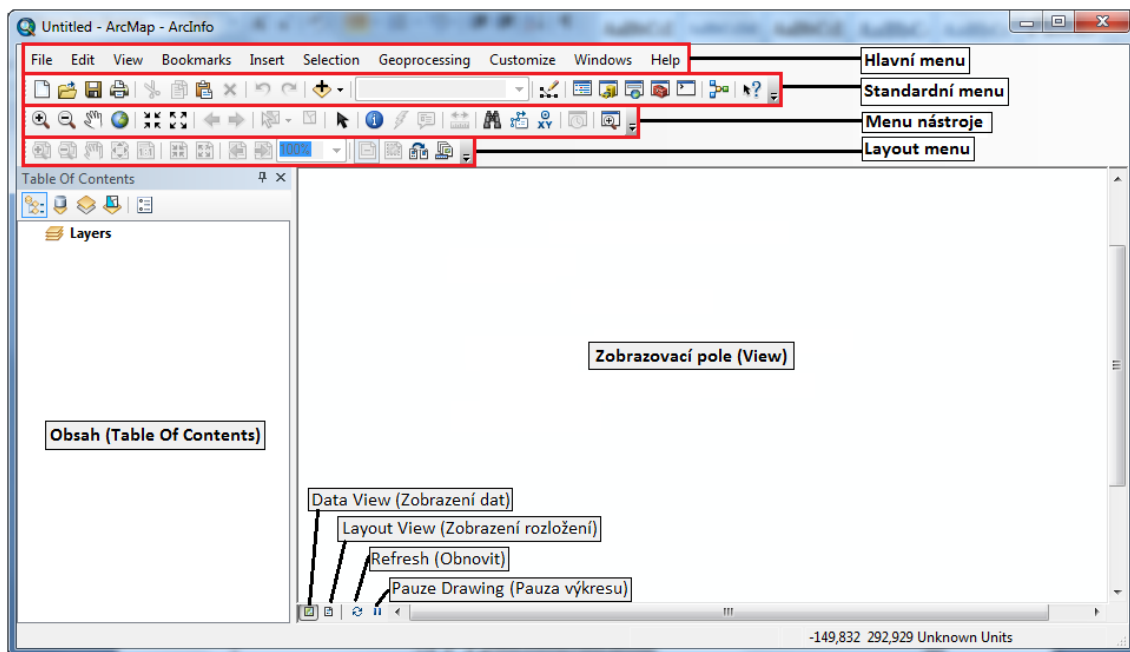 Untitled - ArcMap - ArcInfo
File Edit View Bookmarks Insert Selection Geoprocessing Customize Windows Help
Hlavní menu
Standardní menu
Menu nástroje
100%
Layout menu
Table Of Contents
Layers
Zobrazovací pole (View)
Obsah (Table Of Contents)
Data View (Zobrazení dat)
Layout View (Zobrazení rozložení)
Refresh (Obnovit)
Pauze Drawing (Pauza výkresu)
-149,832 292,929 Unknown Units